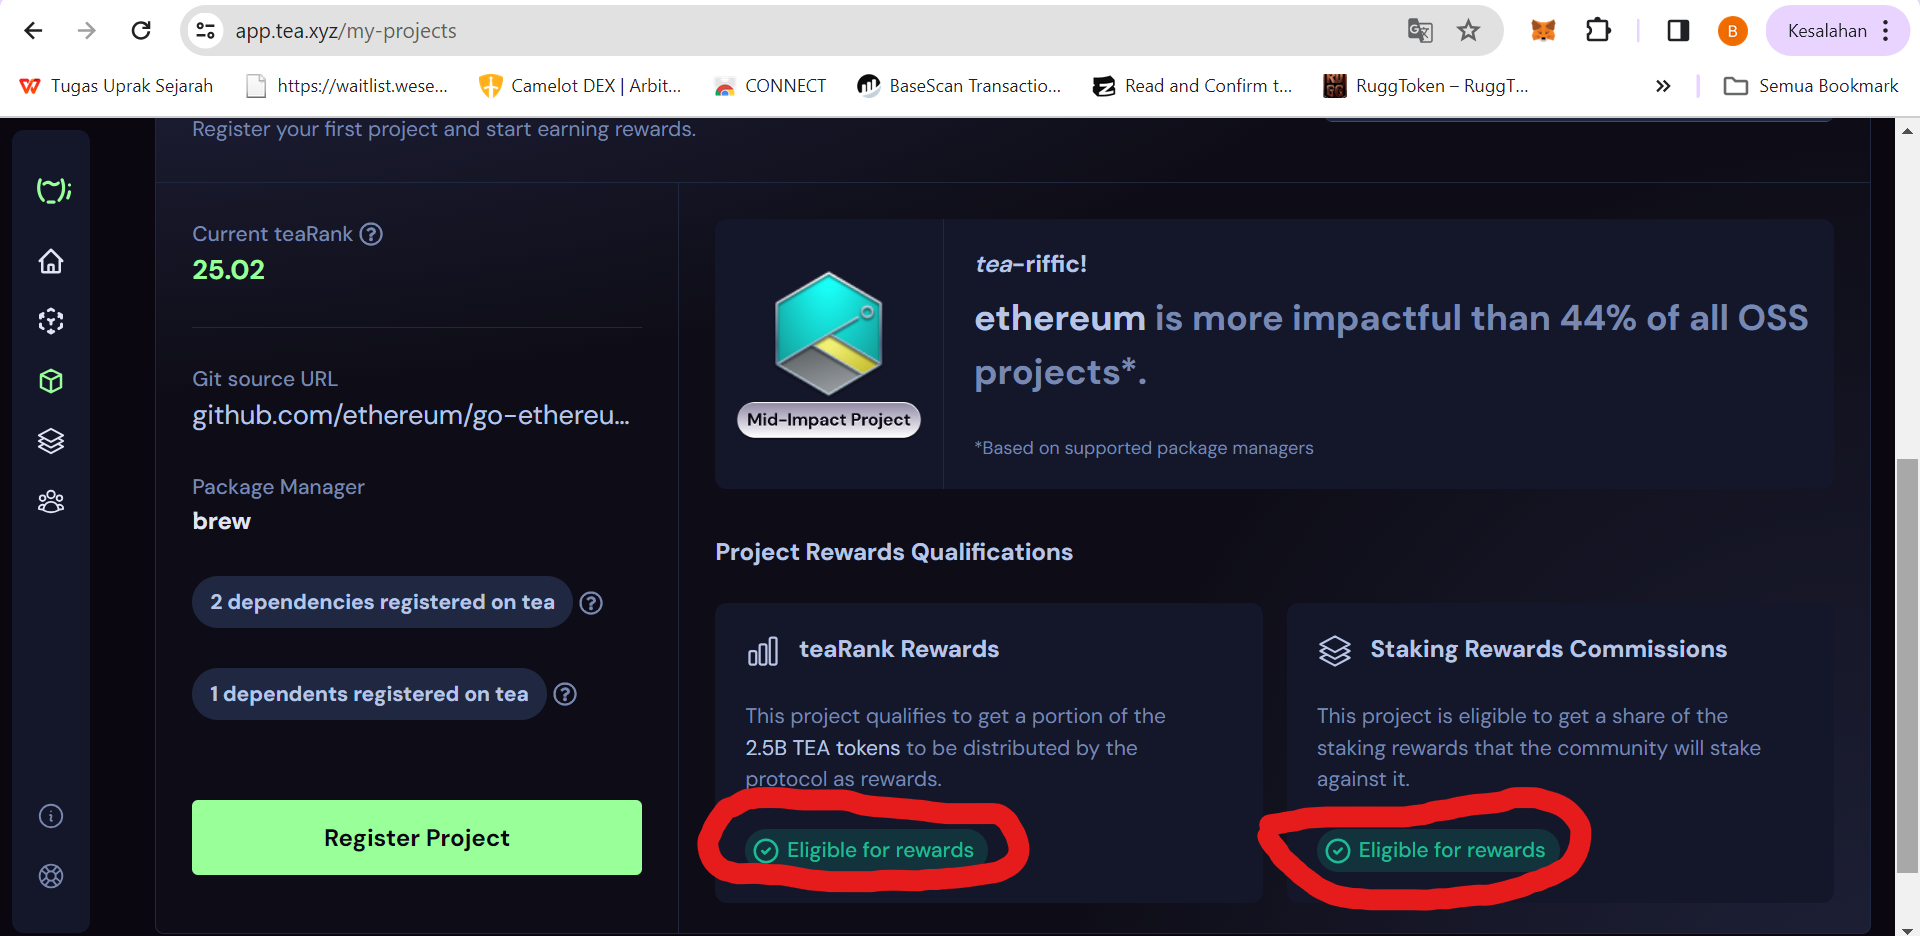 app.tea.xyz/my-projects
B
Kesalahan
Tugas Uprak Sejarah
https://waitlist.wese...
Camelot DEX | Arbit...
CONNECT
BaseScan Transactio...
Read and Confirm t...
RuggToken – RuggT...
»
Semua Bookmark
Register your first project and start earning rewards.
Current teaRank ?
25.02
Git source URL
github.com/ethereum/go-ethereu...
Package Manager
brew
2 dependencies registered on tea ?
1 dependents registered on tea ?
Register Project
Mid-Impact Project
tea-riffic!
ethereum is more impactful than 44% of all OSS
projects*.
*Based on supported package managers
Project Rewards Qualifications
teaRank Rewards
This project qualifies to get a portion of the
2.5B TEA tokens to be distributed by the
protocol as rewards.
Eligible for rewards
Staking Rewards Commissions
This project is eligible to get a share of the
staking rewards that the community will stake
against it.
Eligible for rewards